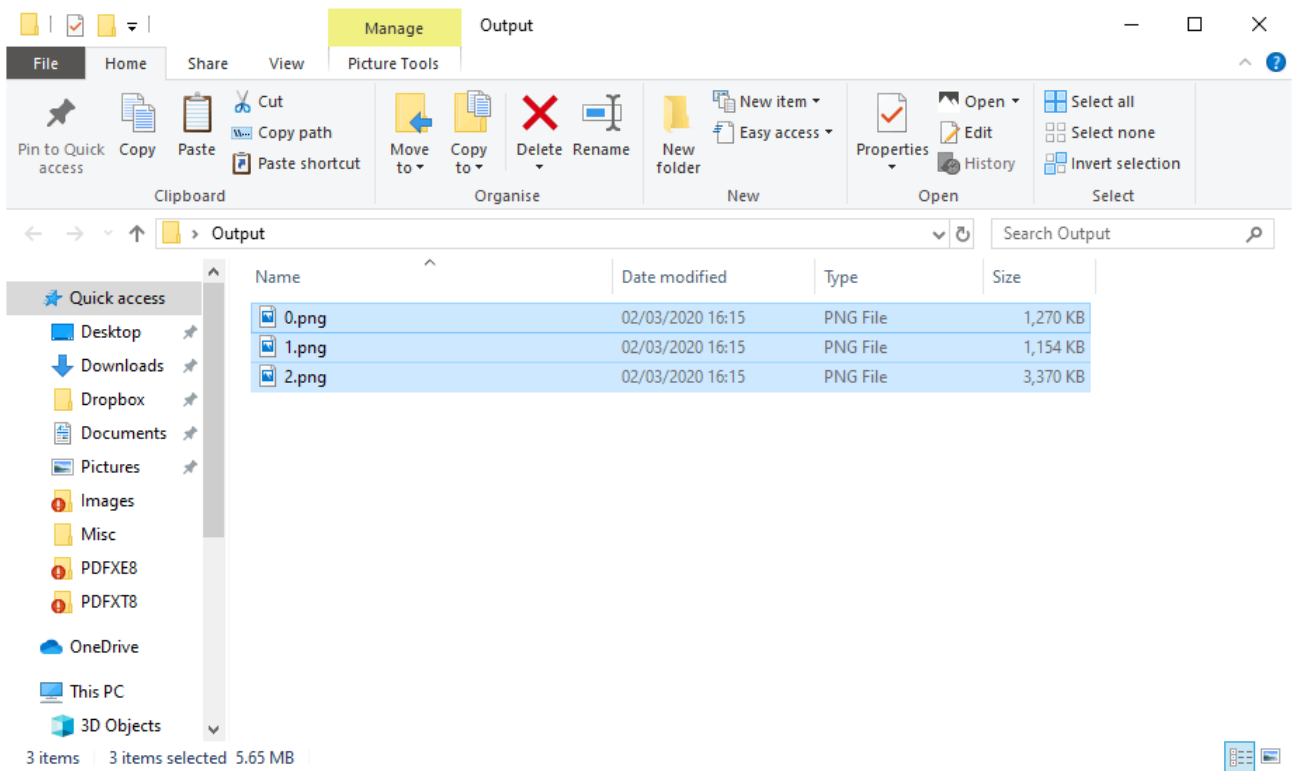 Manage Output
File Home Share View Picture Tools
Pin to Quick access
Copy
Paste
Cut
Copy path
Paste shortcut
Clipboard
Move to
Copy to
Delete
Rename
Organise
New folder
New item
Easy access
New
Properties
Open
Edit
History
Open
Select all
Select none
Invert selection
Select
Output
Search Output
Name Date modified Type Size
0.png 02/03/2020 16:15 PNG File 1,270 KB
1.png 02/03/2020 16:15 PNG File 1,154 KB
2.png 02/03/2020 16:15 PNG File 3,370 KB
Quick access
Desktop
Downloads
Dropbox
Documents
Pictures
Images
Misc
PDFXE8
PDFXT8
OneDrive
This PC
3D Objects
3 items 3 items selected 5.65 MB